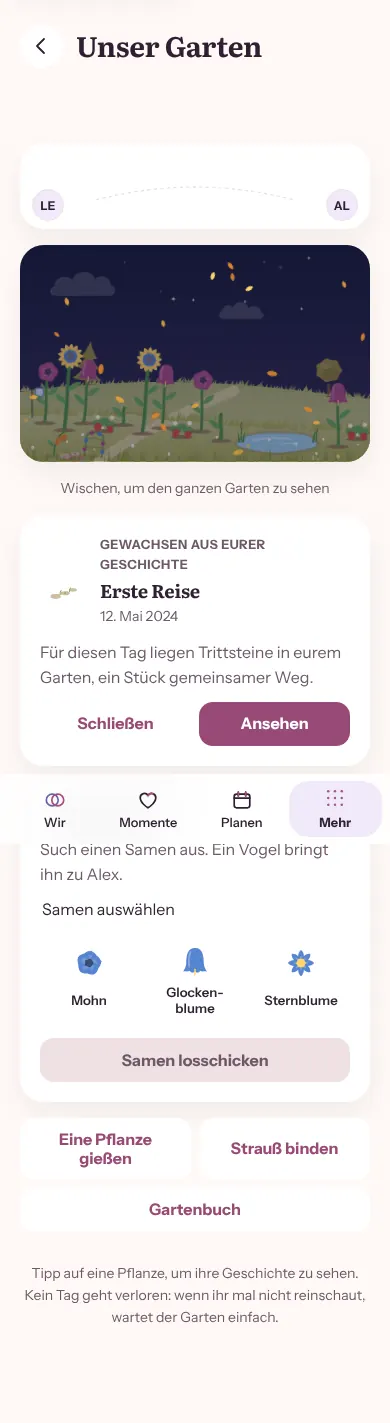 Unser Garten
LE
AL
Wischen, um den ganzen Garten zu sehen
GEWACHSEN AUS EURER
GESCHICHTE
Erste Reise
12. Mai 2024
Für diesen Tag liegen Trittsteine in eurem
Garten, ein Stück gemeinsamer Weg.
Schließen
Ansehen
Wir
Momente
Planen
Mehr
Such einen Samen aus. Ein Vogel bringt
ihn zu Alex.
Samen auswählen
Mohn
Glocken-
blume
Sternblume
Samen losschicken
Eine Pflanze
gießen
Strauß binden
Gartenbuch
Tipp auf eine Pflanze, um ihre Geschichte zu sehen.
Kein Tag geht verloren: wenn ihr mal nicht reinschaut,
wartet der Garten einfach.